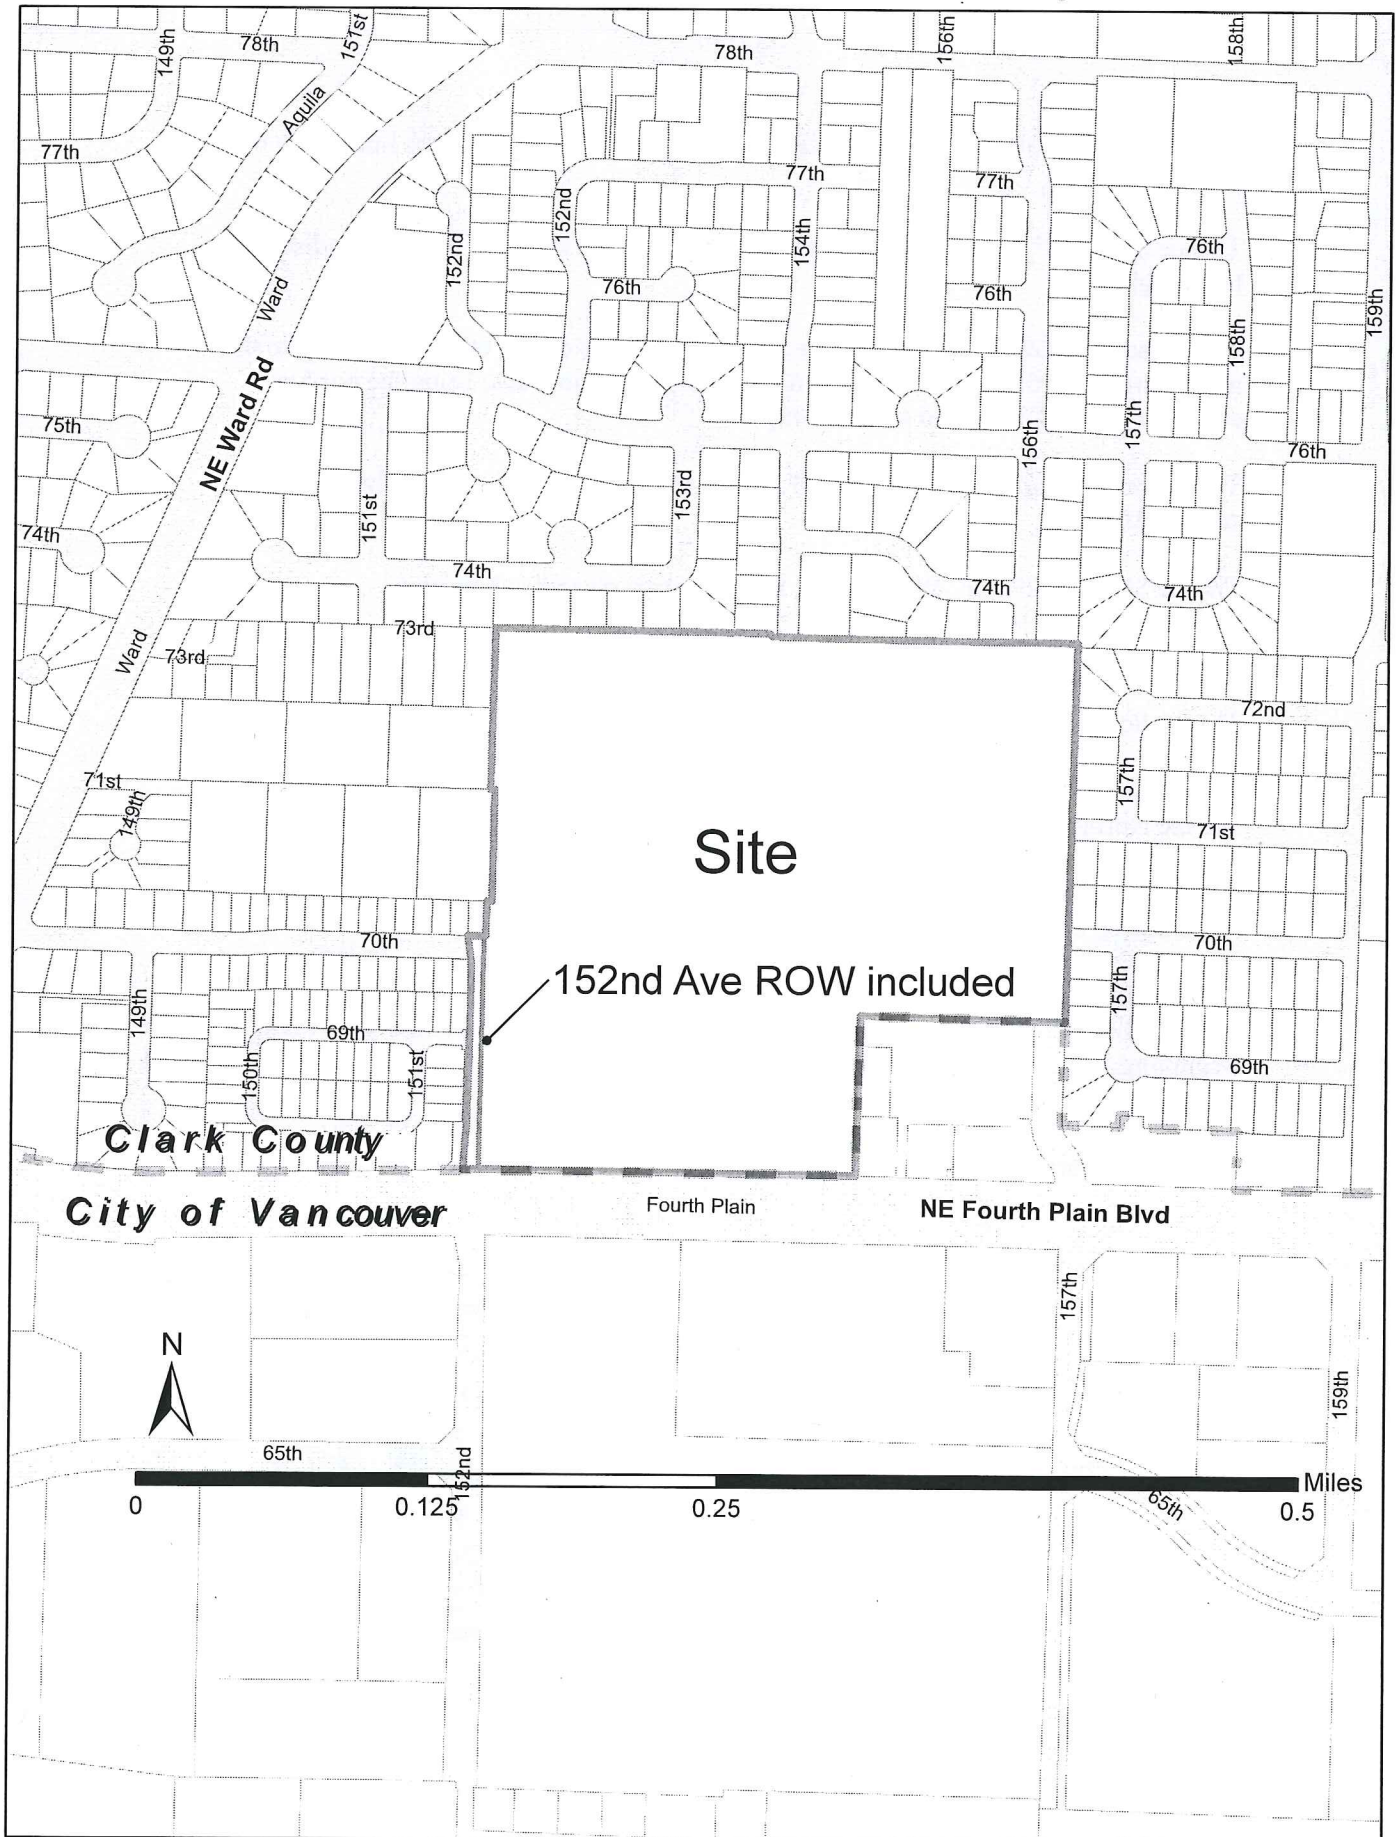 149th
78th
151st
78th
156th
158th
Aquila
77th
77th
77th
152nd
152nd
154th
76th
76th
76th
159th
Ward
158th
NE Ward Rd
75th
157th
156th
76th
151st
153rd
74th
74th
74th
74th
73rd
Ward
73rd
72nd
71st
157th
149th
71st
Site
70th
70th
152nd Ave ROW included
149th
157th
69th
150th
151st
69th
Clark County
City of Vancouver
Fourth Plain
NE Fourth Plain Blvd
157th
N
159th
65th
152nd
Miles
65th
0
0.125
0.25
0.5